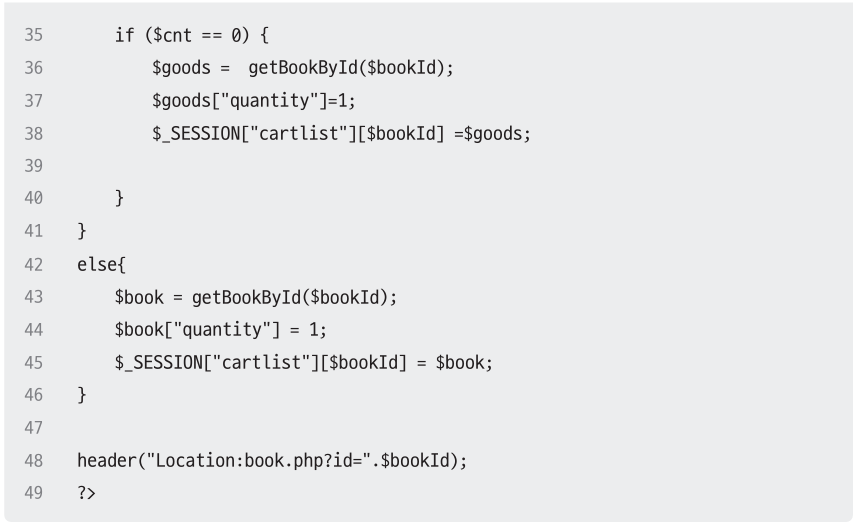 35 if ($cnt == 0) {
36 $goods =  getBookById($bookId);
37 $goods["quantity"]=1;
38 $_SESSION["cartlist"][$bookId] =$goods;
39
40 }
41 }
42 else{
43 $book = getBookById($bookId);
44 $book["quantity"] = 1;
45 $_SESSION["cartlist"][$bookId] = $book;
46 }
47
48 header("Location:book.php?id=".$bookId);
49 ?>